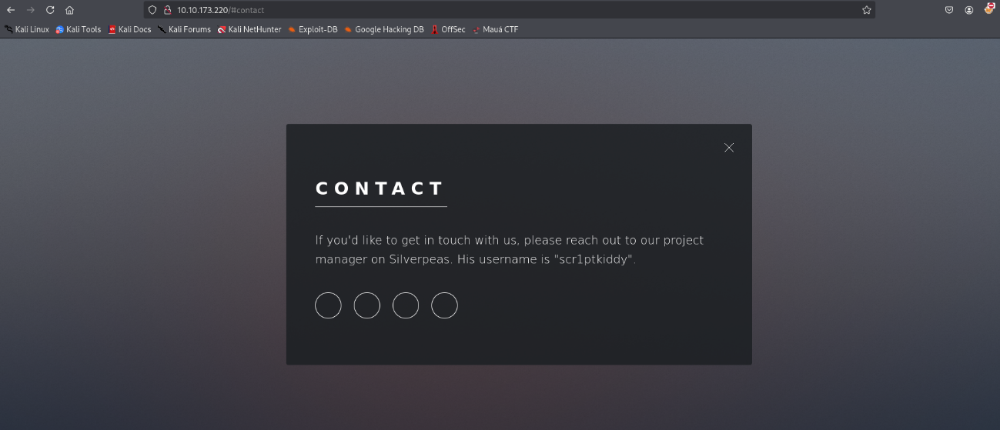 10.10.173.220/#contact
Kali Linux Kali Tools Kali Docs Kali Forums Kali NetHunter Exploit-DB Google Hacking DB OffSec Mauá CTF
CONTACT
If you'd like to get in touch with us, please reach out to our project
manager on Silverpeas. His username is "scr1ptkiddy".